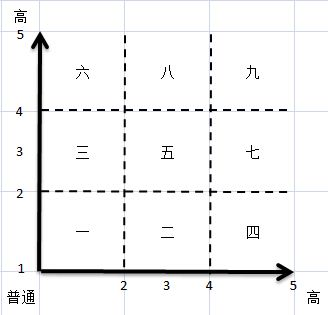 高
5
六 八 九
4
3 三 五 七
2
一 二 四
1
2 3 4 5
普通 高